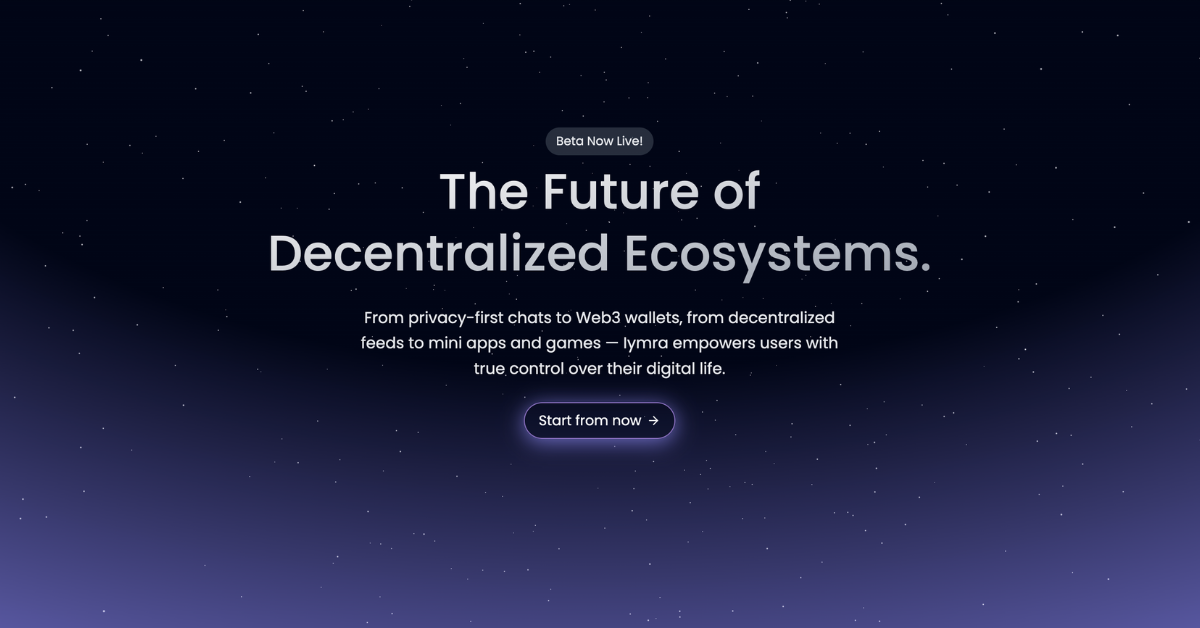 Beta Now Live!
The Future of
Decentralized Ecosystems.
From privacy-first chats to Web3 wallets, from decentralized
feeds to mini apps and games — Iymra empowers users with
true control over their digital life.
Start from now →